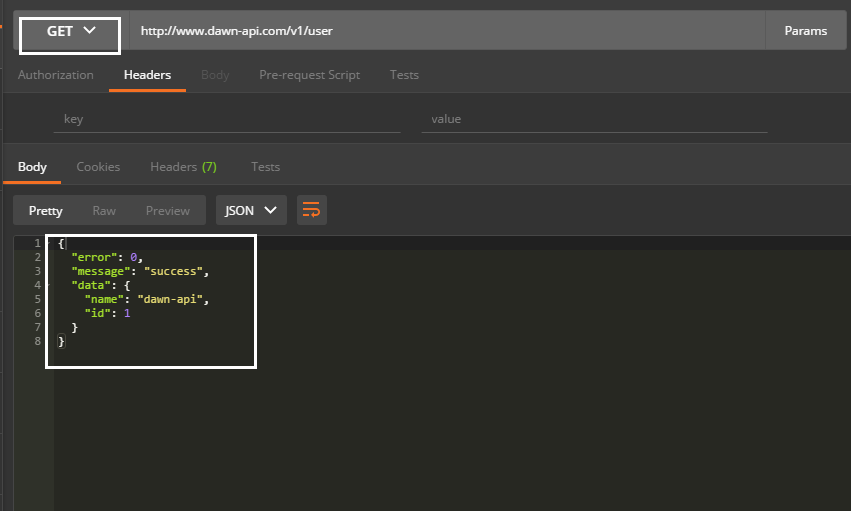 GET http://www.dawn-api.com/v1/user Params
Authorization Headers Body Pre-request Script Tests
key value
Body Cookies Headers (7) Tests
Pretty Raw Preview JSON
1 {
2 "error": 0,
3 "message": "success",
4 "data": {
5 "name": "dawn-api",
6 "id": 1
7 }
8 }